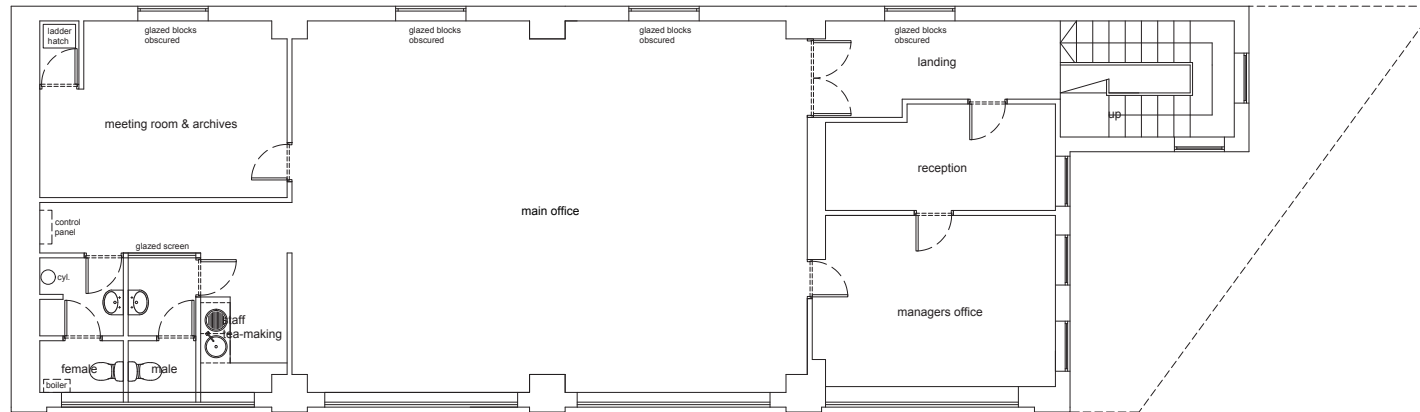 ladder
hatch
glazed blocks
obscured
glazed blocks
obscured
glazed blocks
obscured
glazed blocks
obscured
landing
meeting room & archives
up
reception
main office
control
panel
glazed screen
cyl.
managers office
staff
tea-making
female
male
boiler